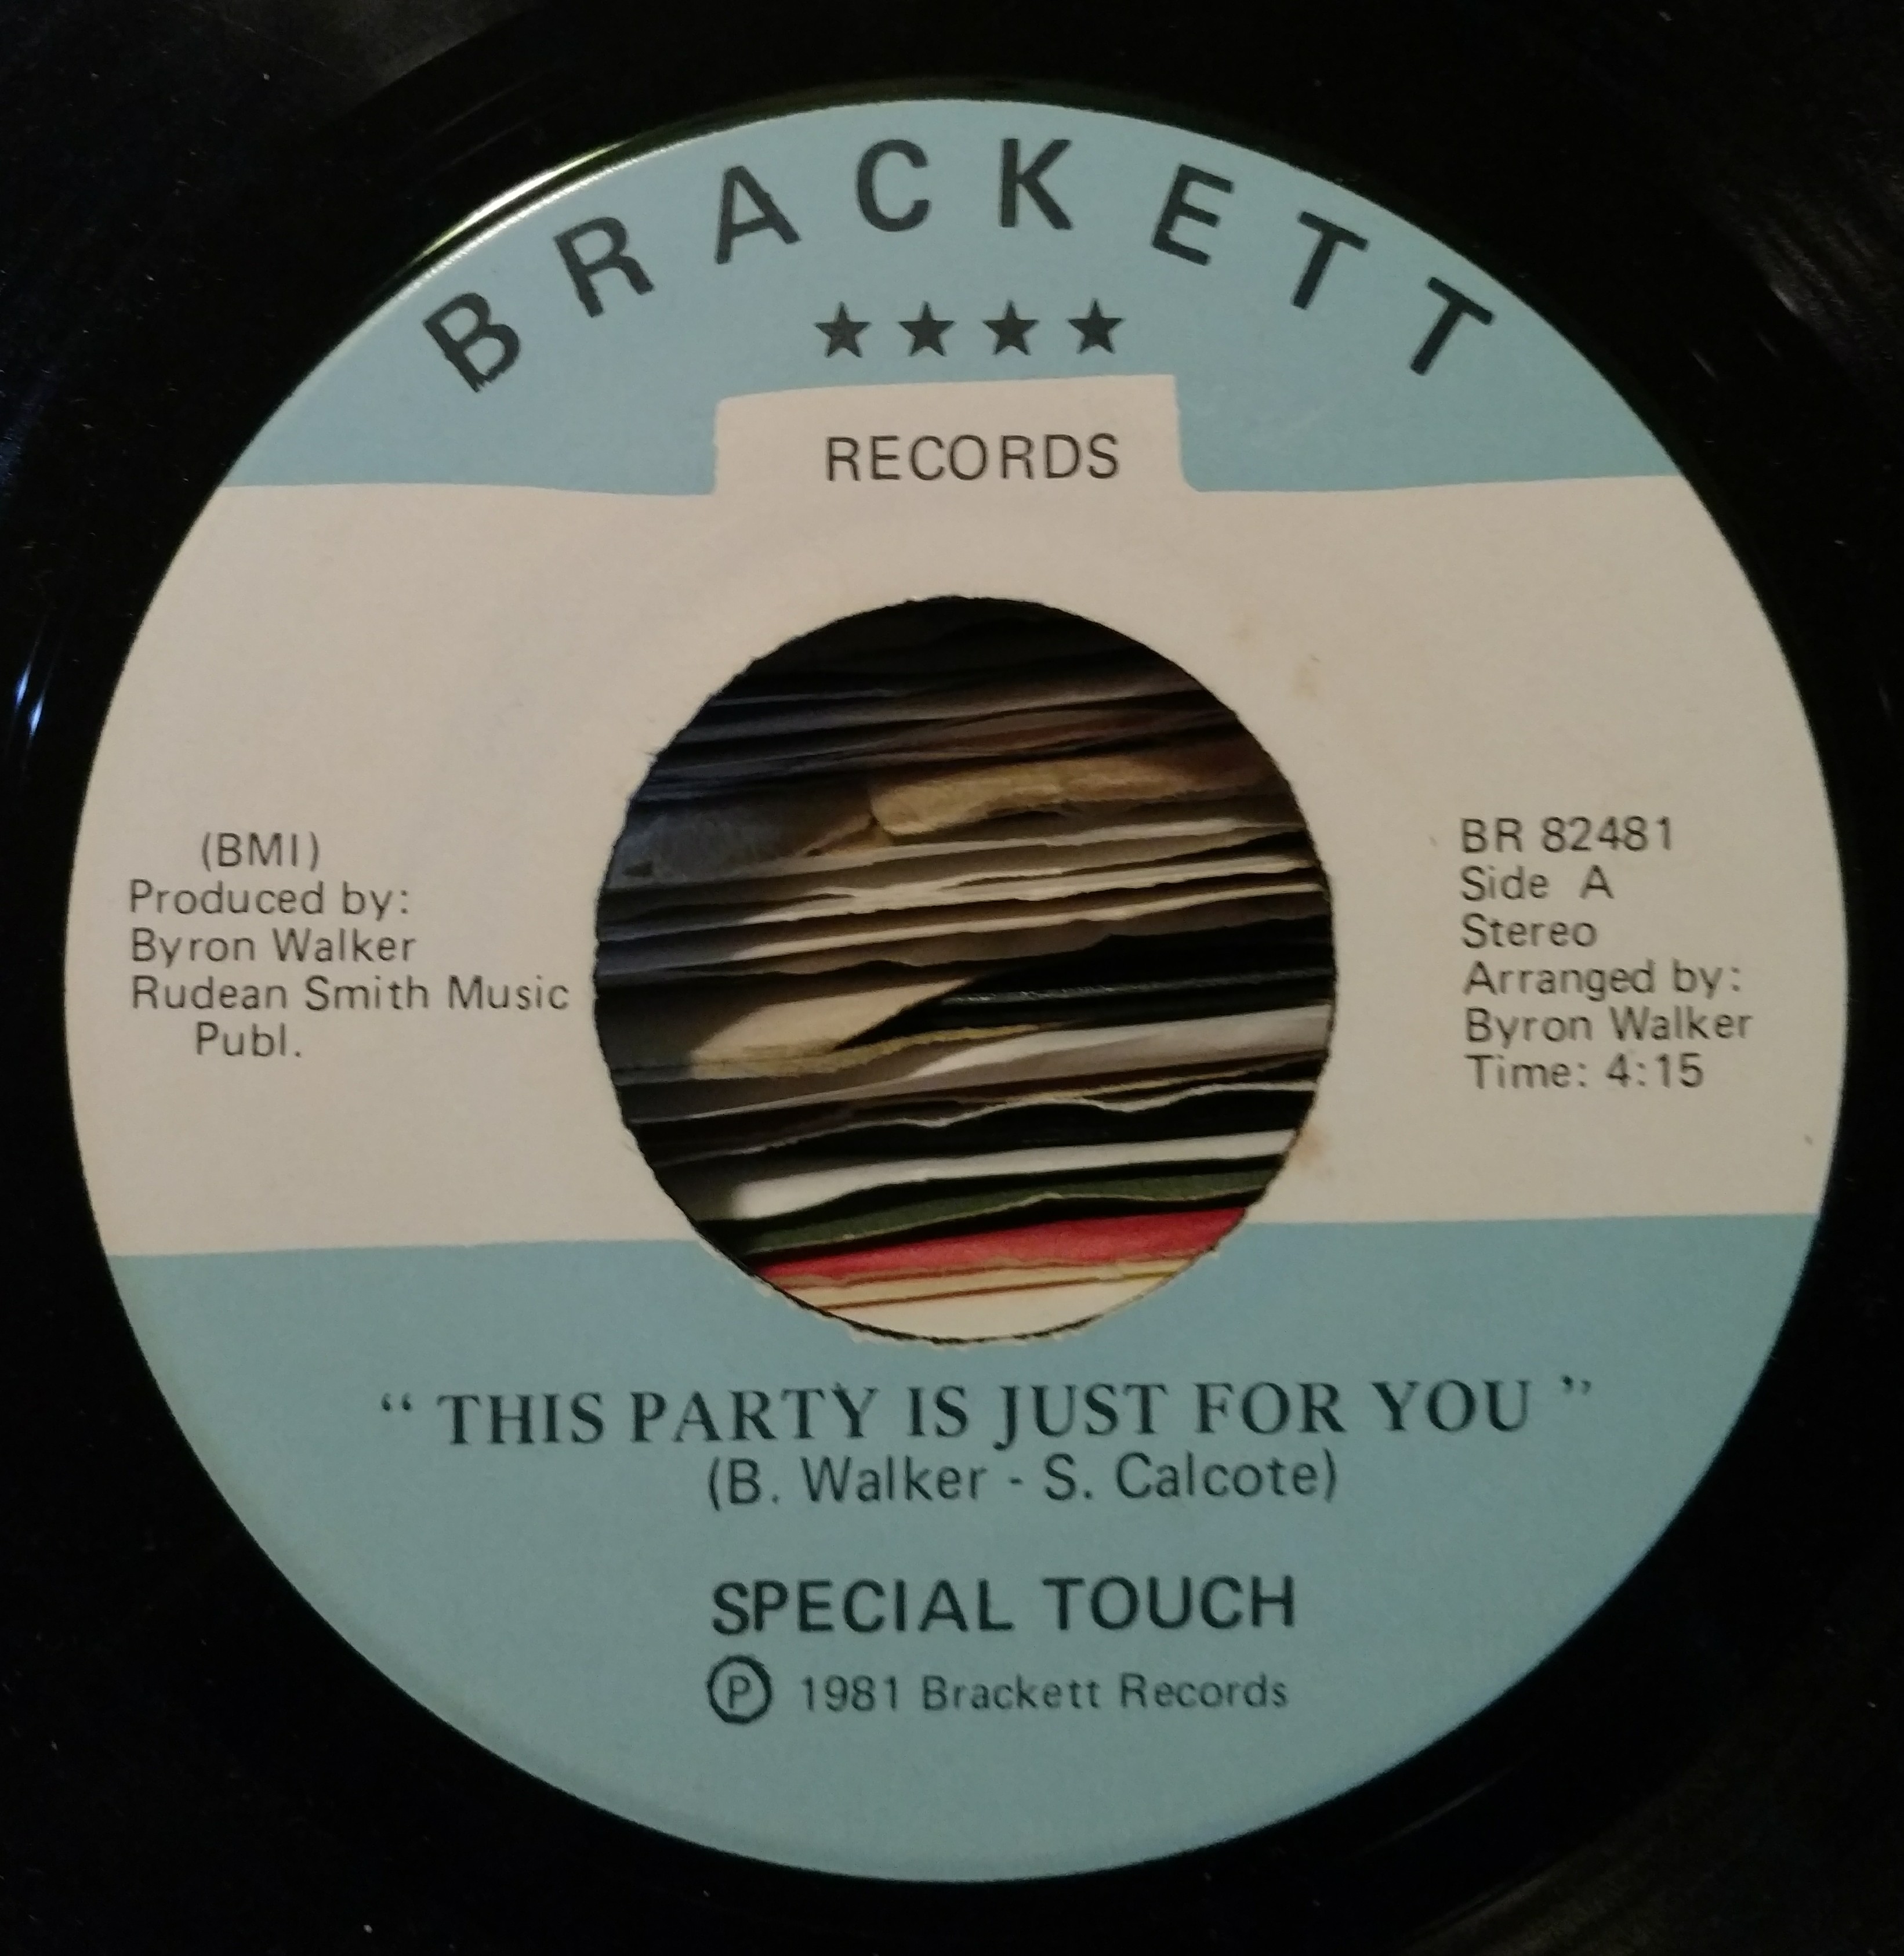 BRACKETT
★★★★
RECORDS
(BMI)
Produced by:
Byron Walker
Rudean Smith Music
Publ.
BR 82481
Side A
Stereo
Arranged by:
Byron Walker
Time: 4:15
“ THIS PARTY IS JUST FOR YOU ”
(B. Walker - S. Calcote)
SPECIAL TOUCH
Ⓟ 1981 Brackett Records